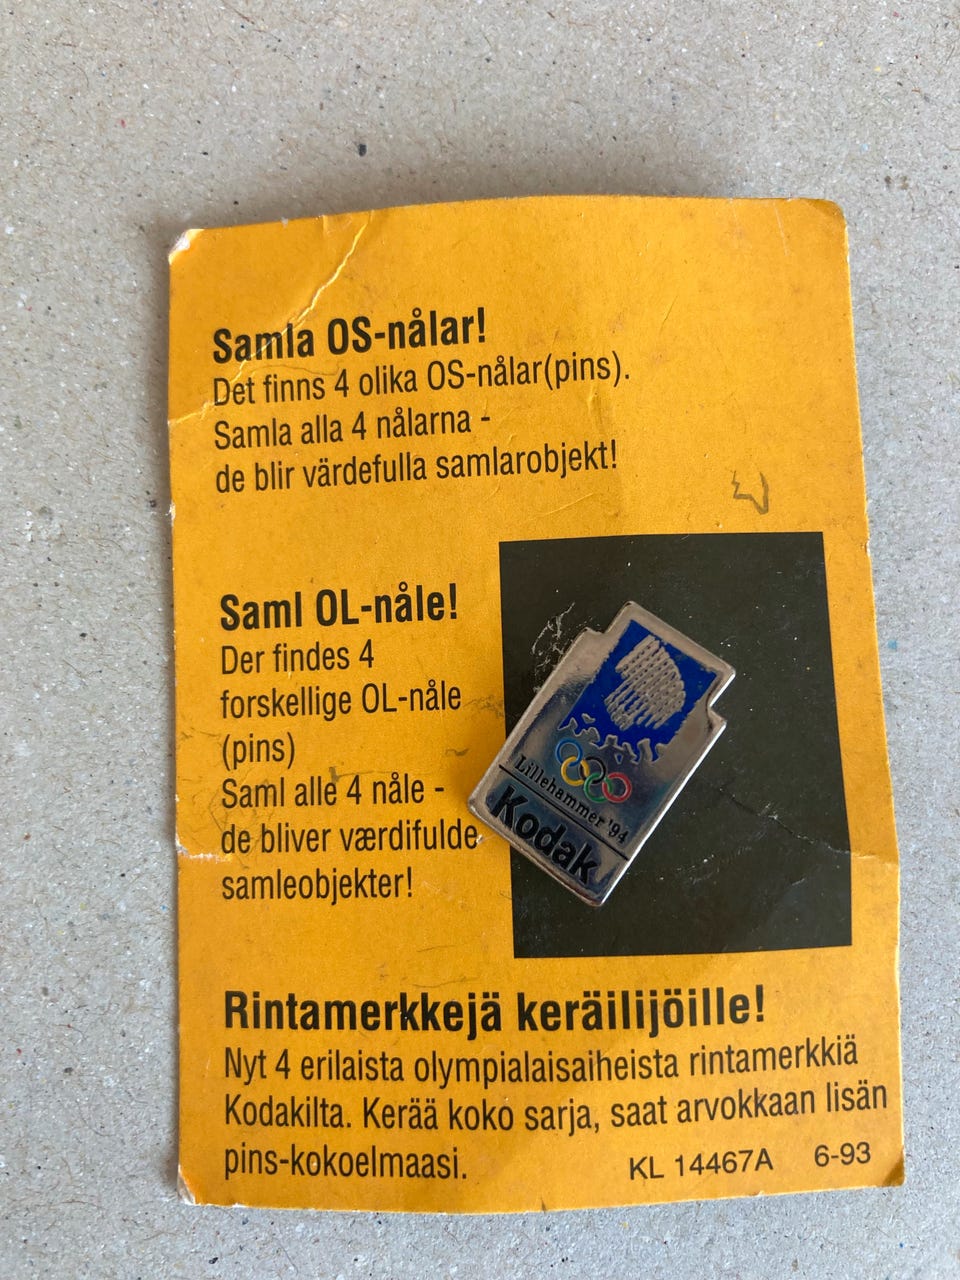 Samla OS-nålar!
Det finns 4 olika OS-nålar(pins).
Samla alla 4 nålarna -
de blir värdefulla samlarobjekt!
Saml OL-nåle!
Der findes 4
forskellige OL-nåle
(pins)
Saml alle 4 nåle -
de bliver værdifulde
samleobjekter!
Lillehammer '94
Kodak
Rintamerkkejä keräilijöille!
Nyt 4 erilaista olympialaisaiheista rintamerkkiä
Kodakilta. Kerää koko sarja, saat arvokkaan lisän
pins-kokoelmaasi.
KL 14467A 6-93